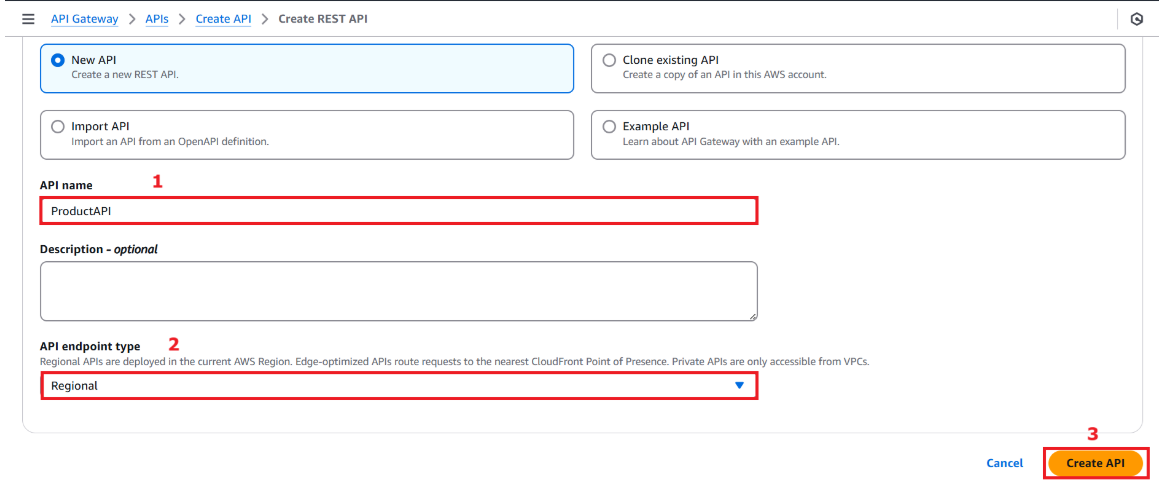 API Gateway > APIs > Create API > Create REST API
New API
Create a new REST API.
Clone existing API
Create a copy of an API in this AWS account.
Import API
Import an API from an OpenAPI definition.
Example API
Learn about API Gateway with an example API.
API name 1
ProductAPI
Description - optional
API endpoint type 2
Regional APIs are deployed in the current AWS Region. Edge-optimized APIs route requests to the nearest CloudFront Point of Presence. Private APIs are only accessible from VPCs.
Regional
3
Cancel Create API